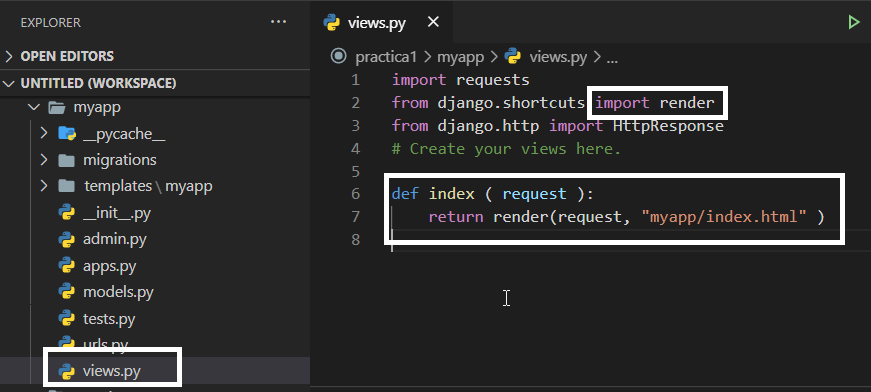 EXPLORER
...
OPEN EDITORS
UNTITLED (WORKSPACE)
myapp
__pycache__
migrations
templates \ myapp
__init__.py
admin.py
apps.py
models.py
tests.py
urls.py
views.py
views.py ×
practica1 > myapp > views.py > ...
1 import requests
2 from django.shortcuts import render
3 from django.http import HttpResponse
4 # Create your views here.
5
6 def index ( request ):
7 return render(request, "myapp/index.html" )
8